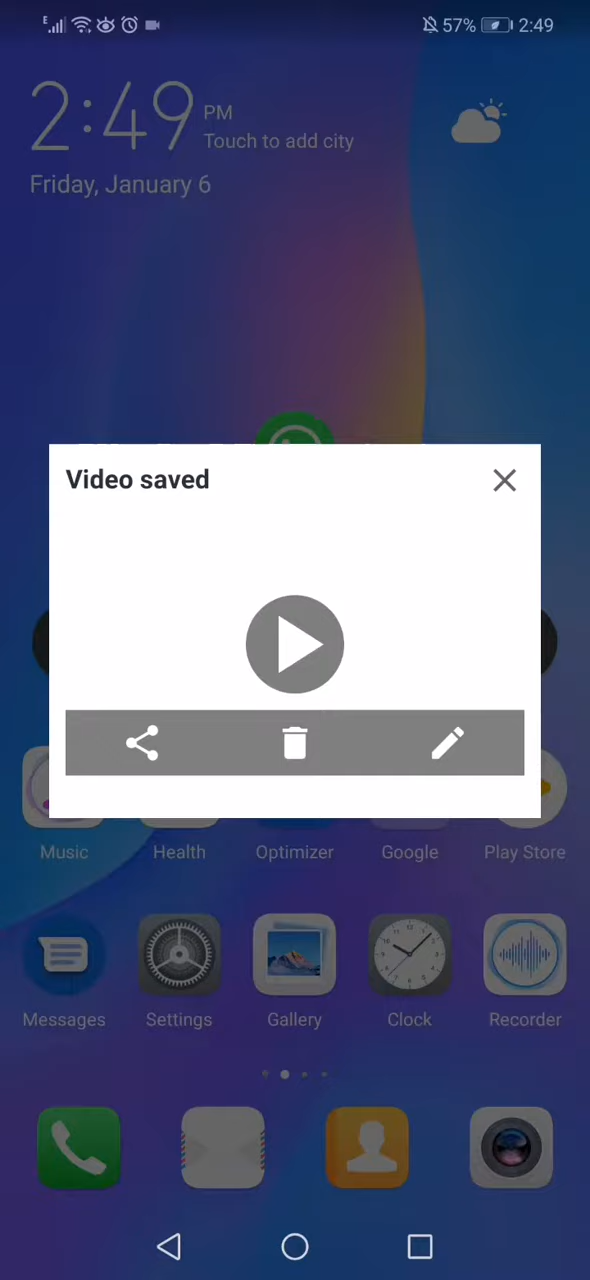 E 57% 2:49
2:49 PM
Touch to add city
Friday, January 6
Video saved
Music Health Optimizer Google Play Store
Messages Settings Gallery Clock Recorder